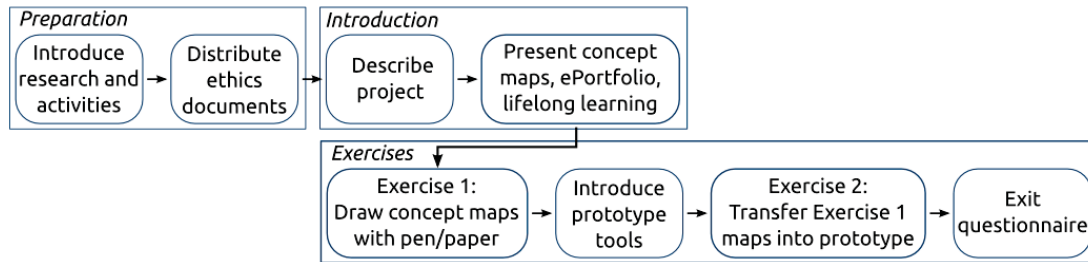 Preparation
Introduce
research and
activities
Distribute
ethics
documents
Introduction
Describe
project
Present concept
maps, ePortfolio,
lifelong learning
Exercises
Exercise 1:
Draw concept maps
with pen/paper
Introduce
prototype
tools
Exercise 2:
Transfer Exercise 1
maps into prototype
Exit
questionnaire